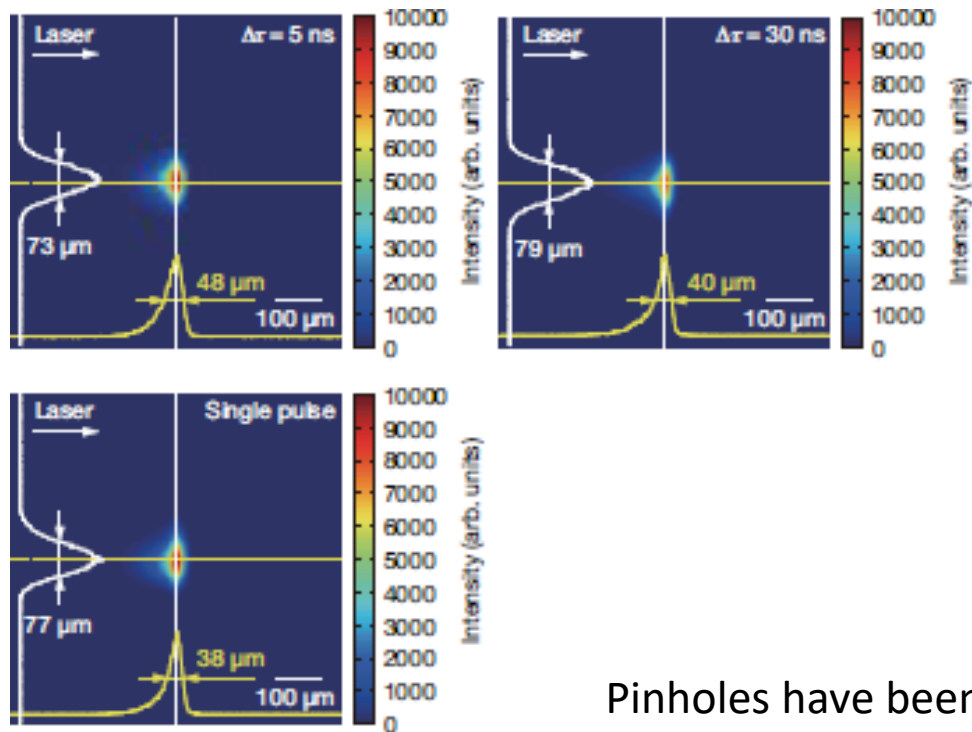 Laser
Δτ = 5 ns
73 µm
48 µm
100 µm
10000
9000
8000
7000
6000
5000
4000
3000
2000
1000
0
Intensity (arb. units)
Laser
Δτ = 30 ns
79 µm
40 µm
100 µm
10000
9000
8000
7000
6000
5000
4000
3000
2000
1000
0
Intensity (arb. units)
Laser
Single pulse
77 µm
38 µm
100 µm
10000
9000
8000
7000
6000
5000
4000
3000
2000
1000
0
Intensity (arb. units)
Pinholes have been